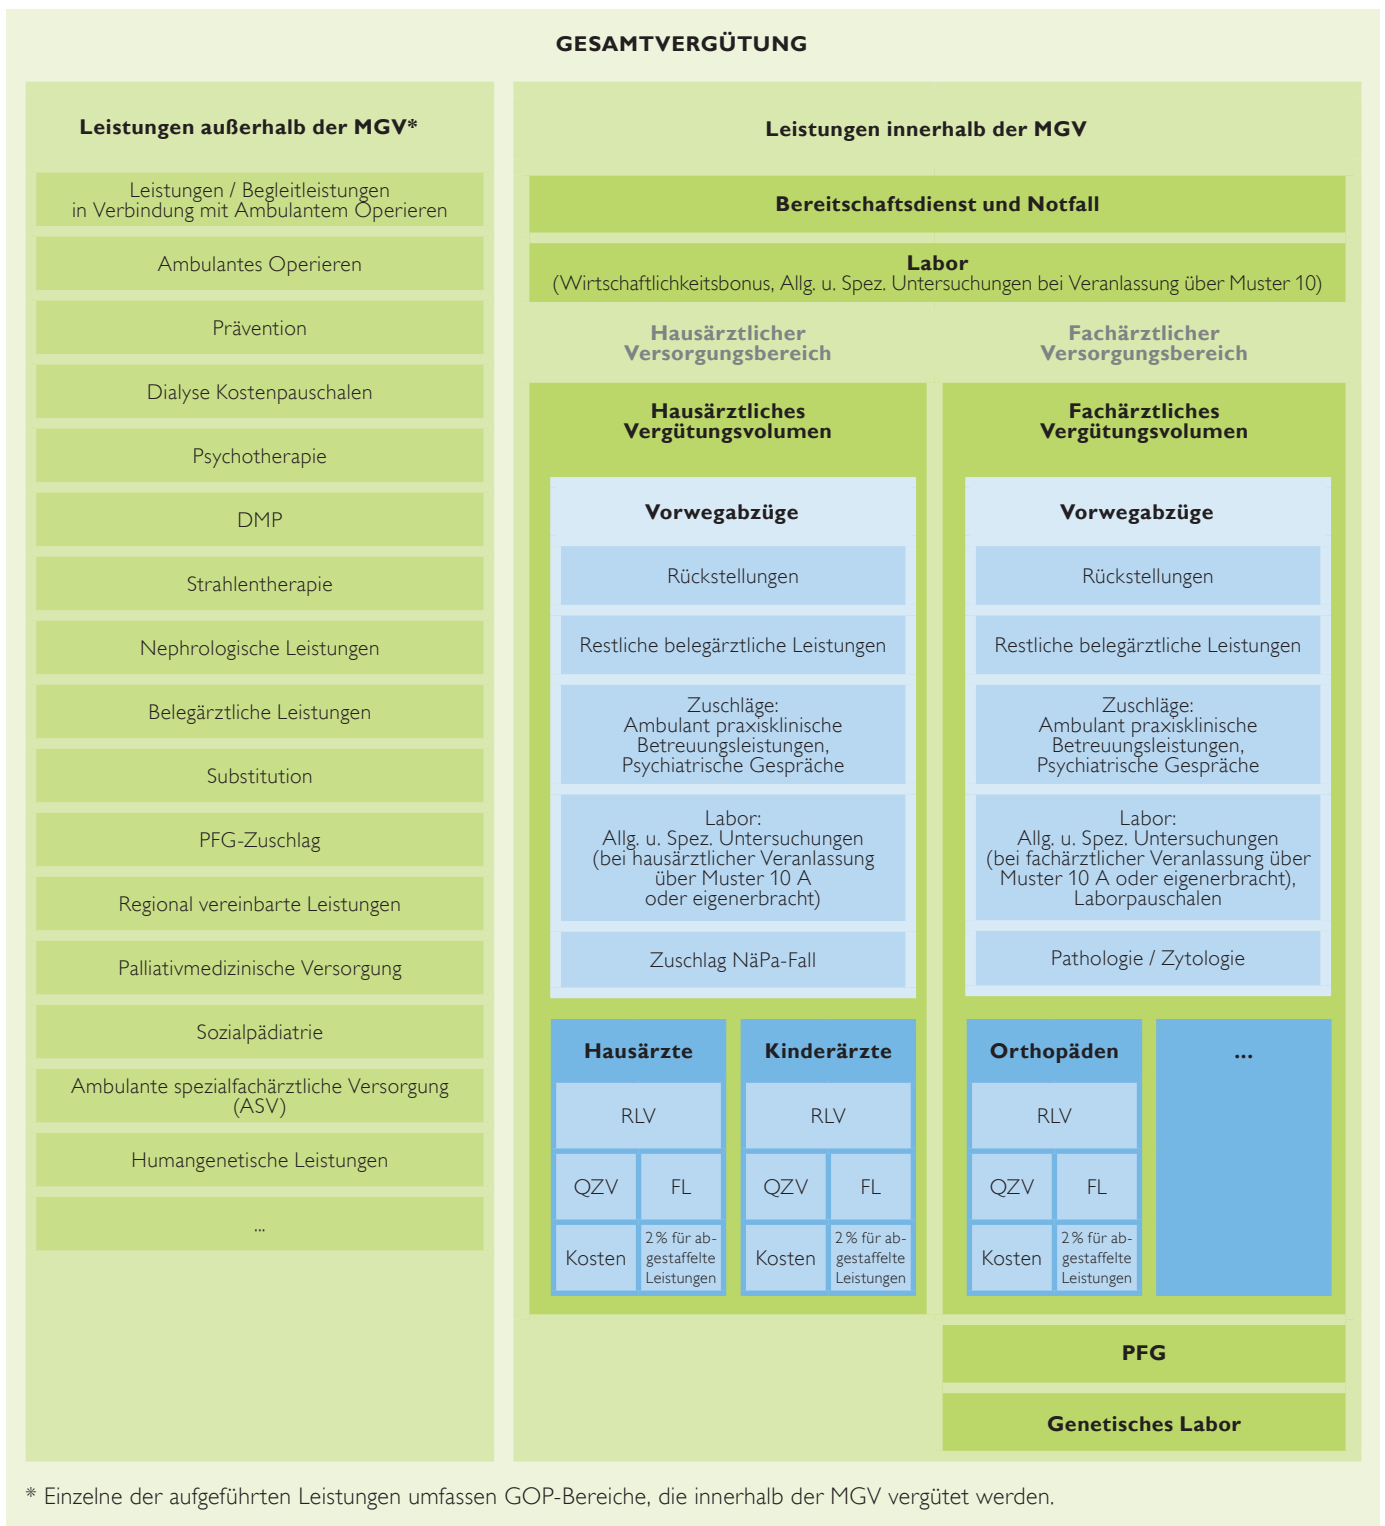 GESAMTVERGÜTUNG
Leistungen außerhalb der MGV*
Leistungen / Begleitleistungen
in Verbindung mit Ambulantem Operieren
Ambulantes Operieren
Prävention
Dialyse Kostenpauschalen
Psychotherapie
DMP
Strahlentherapie
Nephrologische Leistungen
Belegärztliche Leistungen
Substitution
PFG-Zuschlag
Regional vereinbarte Leistungen
Palliativmedizinische Versorgung
Sozialpädiatrie
Ambulante spezialfachärztliche Versorgung
(ASV)
Humangenetische Leistungen
...
Leistungen innerhalb der MGV
Bereitschaftsdienst und Notfall
Labor
(Wirtschaftlichkeitsbonus, Allg. u. Spez. Untersuchungen bei Veranlassung über Muster 10)
Hausärztlicher
Versorgungsbereich
Hausärztliches
Vergütungsvolumen
Vorwegabzüge
Rückstellungen
Restliche belegärztliche Leistungen
Zuschläge:
Ambulant praxisklinische
Betreuungsleistungen,
Psychiatrische Gespräche
Labor:
Allg. u. Spez. Untersuchungen
(bei hausärztlicher Veranlassung
über Muster 10 A
oder eigenerbracht)
Zuschlag NäPa-Fall
Hausärzte
RLV
QZV
FL
Kosten
2 % für ab-
gestaffelte
Leistungen
Kinderärzte
RLV
QZV
FL
Kosten
2 % für ab-
gestaffelte
Leistungen
Fachärztlicher
Versorgungsbereich
Fachärztliches
Vergütungsvolumen
Vorwegabzüge
Rückstellungen
Restliche belegärztliche Leistungen
Zuschläge:
Ambulant praxisklinische
Betreuungsleistungen,
Psychiatrische Gespräche
Labor:
Allg. u. Spez. Untersuchungen
(bei fachärztlicher Veranlassung über
Muster 10 A oder eigenerbracht),
Laborpauschalen
Pathologie / Zytologie
Orthopäden
RLV
QZV
FL
Kosten
2 % für ab-
gestaffelte
Leistungen
...
PFG
Genetisches Labor
* Einzelne der aufgeführten Leistungen umfassen GOP-Bereiche, die innerhalb der MGV vergütet werden.